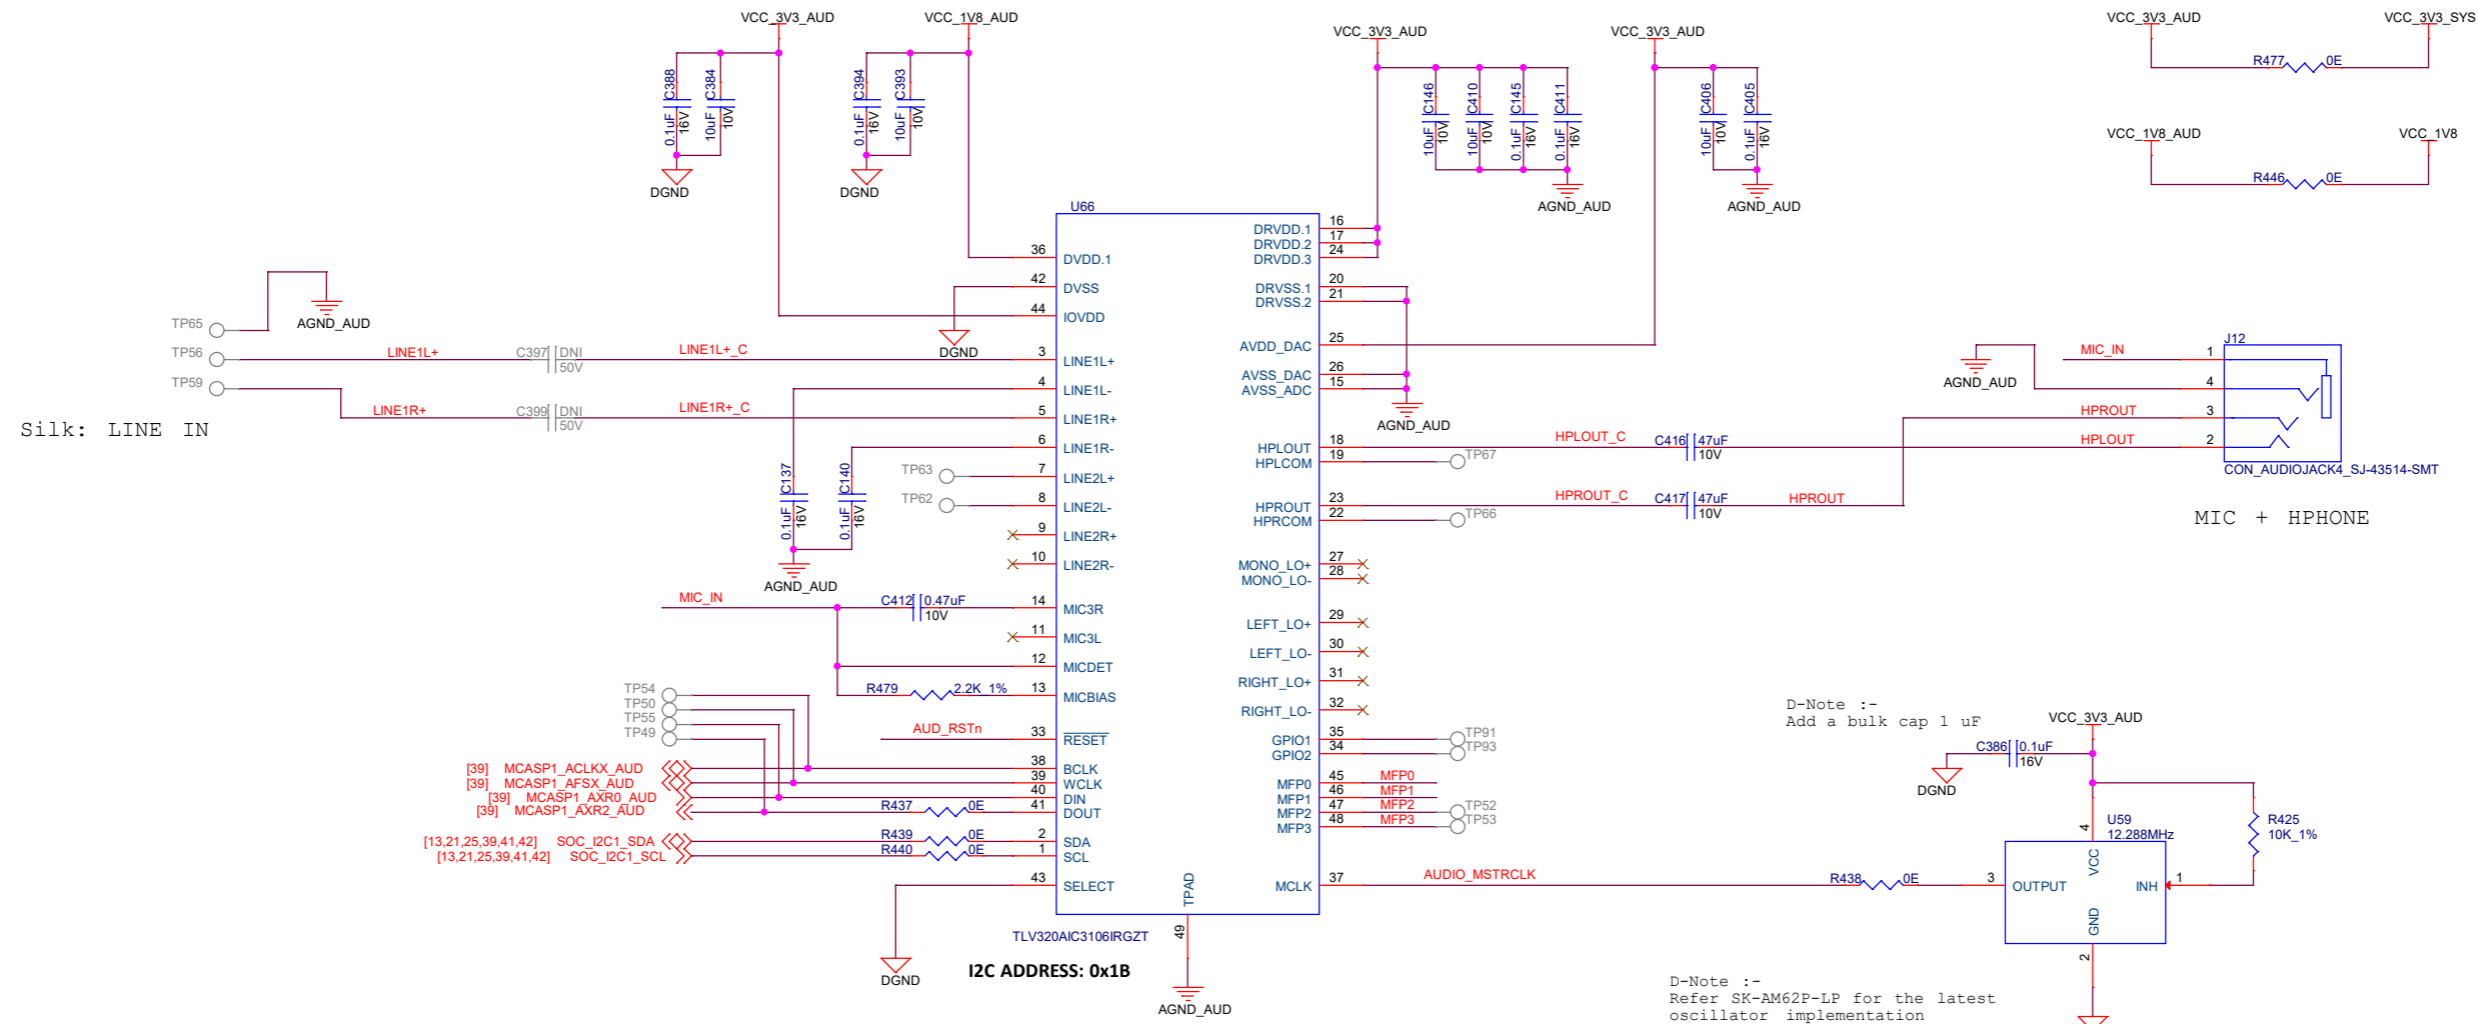 VCC_3V3_AUD
VCC_1V8_AUD
VCC_3V3_AUD
VCC_3V3_AUD
VCC_3V3_AUD
VCC_3V3_SYS
R477 0E
VCC_1V8_AUD
VCC_1V8
R446 0E
C388 0.1uF 16V
C384 10uF 10V
C394 0.1uF 16V
C393 10uF 10V
C146 10uF 10V
C410 10uF 10V
C145 0.1uF 16V
C411 0.1uF 16V
C406 10uF 10V
C405 0.1uF 16V
DGND
DGND
AGND_AUD
AGND_AUD
U66
36 DVDD.1
42 DVSS
44 IOVDD
DGND
TP65
AGND_AUD
TP56
LINE1L+
C397 DNI 50V
LINE1L+_C
3 LINE1L+
TP59
4 LINE1L-
LINE1R+
C399 DNI 50V
LINE1R+_C
5 LINE1R+
Silk: LINE IN
6 LINE1R-
TP63
7 LINE2L+
TP62
8 LINE2L-
C137 0.1uF 16V
C140 0.1uF 16V
9 LINE2R+
10 LINE2R-
AGND_AUD
MIC_IN
C412 0.47uF 10V
14 MIC3R
11 MIC3L
12 MICDET
R479 2.2K_1%
13 MICBIAS
TP54
TP50
TP55
TP49
AUD_RSTn
33 RESET
[39] MCASP1_ACLKX_AUD
38 BCLK
[39] MCASP1_AFSX_AUD
39 WCLK
[39] MCASP1_AXR0_AUD
40 DIN
[39] MCASP1_AXR2_AUD
R437 0E
41 DOUT
[13,21,25,39,41,42] SOC_I2C1_SDA
R439 0E
2 SDA
[13,21,25,39,41,42] SOC_I2C1_SCL
R440 0E
1 SCL
43 SELECT
DGND
TPAD
49
TLV320AIC3106IRGZT
I2C ADDRESS: 0x1B
AGND_AUD
DRVDD.1 16
DRVDD.2 17
DRVDD.3 24
DRVSS.1 20
DRVSS.2 21
AVDD_DAC 25
AVSS_DAC 26
AVSS_ADC 15
AGND_AUD
HPLOUT 18
HPLOUT_C
C416 47uF 10V
HPLCOM 19
TP67
HPROUT 23
HPROUT_C
C417 47uF 10V
HPROUT
HPRCOM 22
TP66
MONO_LO+ 27
MONO_LO- 28
LEFT_LO+ 29
LEFT_LO- 30
RIGHT_LO+ 31
RIGHT_LO- 32
GPIO1 35
TP91
GPIO2 34
TP93
MFP0 45 MFP0
MFP1 46 MFP1
MFP2 47 MFP2
TP52
MFP3 48 MFP3
TP53
MCLK 37
AUDIO_MSTRCLK
R438 0E
J12
MIC_IN 1
AGND_AUD
4
HPROUT 3
HPLOUT 2
CON_AUDIOJACK4_SJ-43514-SMT
MIC + HPHONE
D-Note :-
Add a bulk cap 1 uF
VCC_3V3_AUD
C386 0.1uF
16V
DGND
U59
12.288MHz
R425
10K_1%
4
VCC
3 OUTPUT
INH 1
GND
2
D-Note :-
Refer SK-AM62P-LP for the latest
oscillator implementation